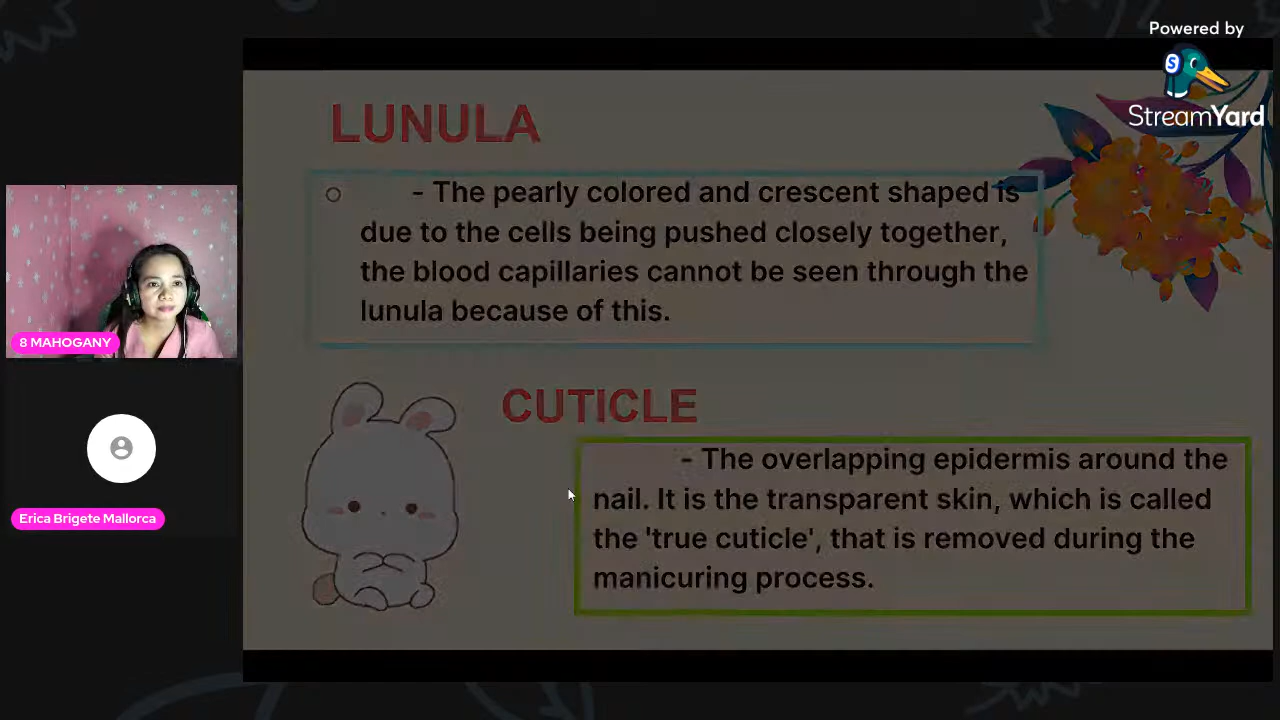 Powered by
StreamYard
LUNULA
- The pearly colored and crescent shaped is
due to the cells being pushed closely together,
the blood capillaries cannot be seen through the
lunula because of this.
8 MAHOGANY
CUTICLE
- The overlapping epidermis around the
nail. It is the transparent skin, which is called
the 'true cuticle', that is removed during the
manicuring process.
Erica Brigete Mallorca